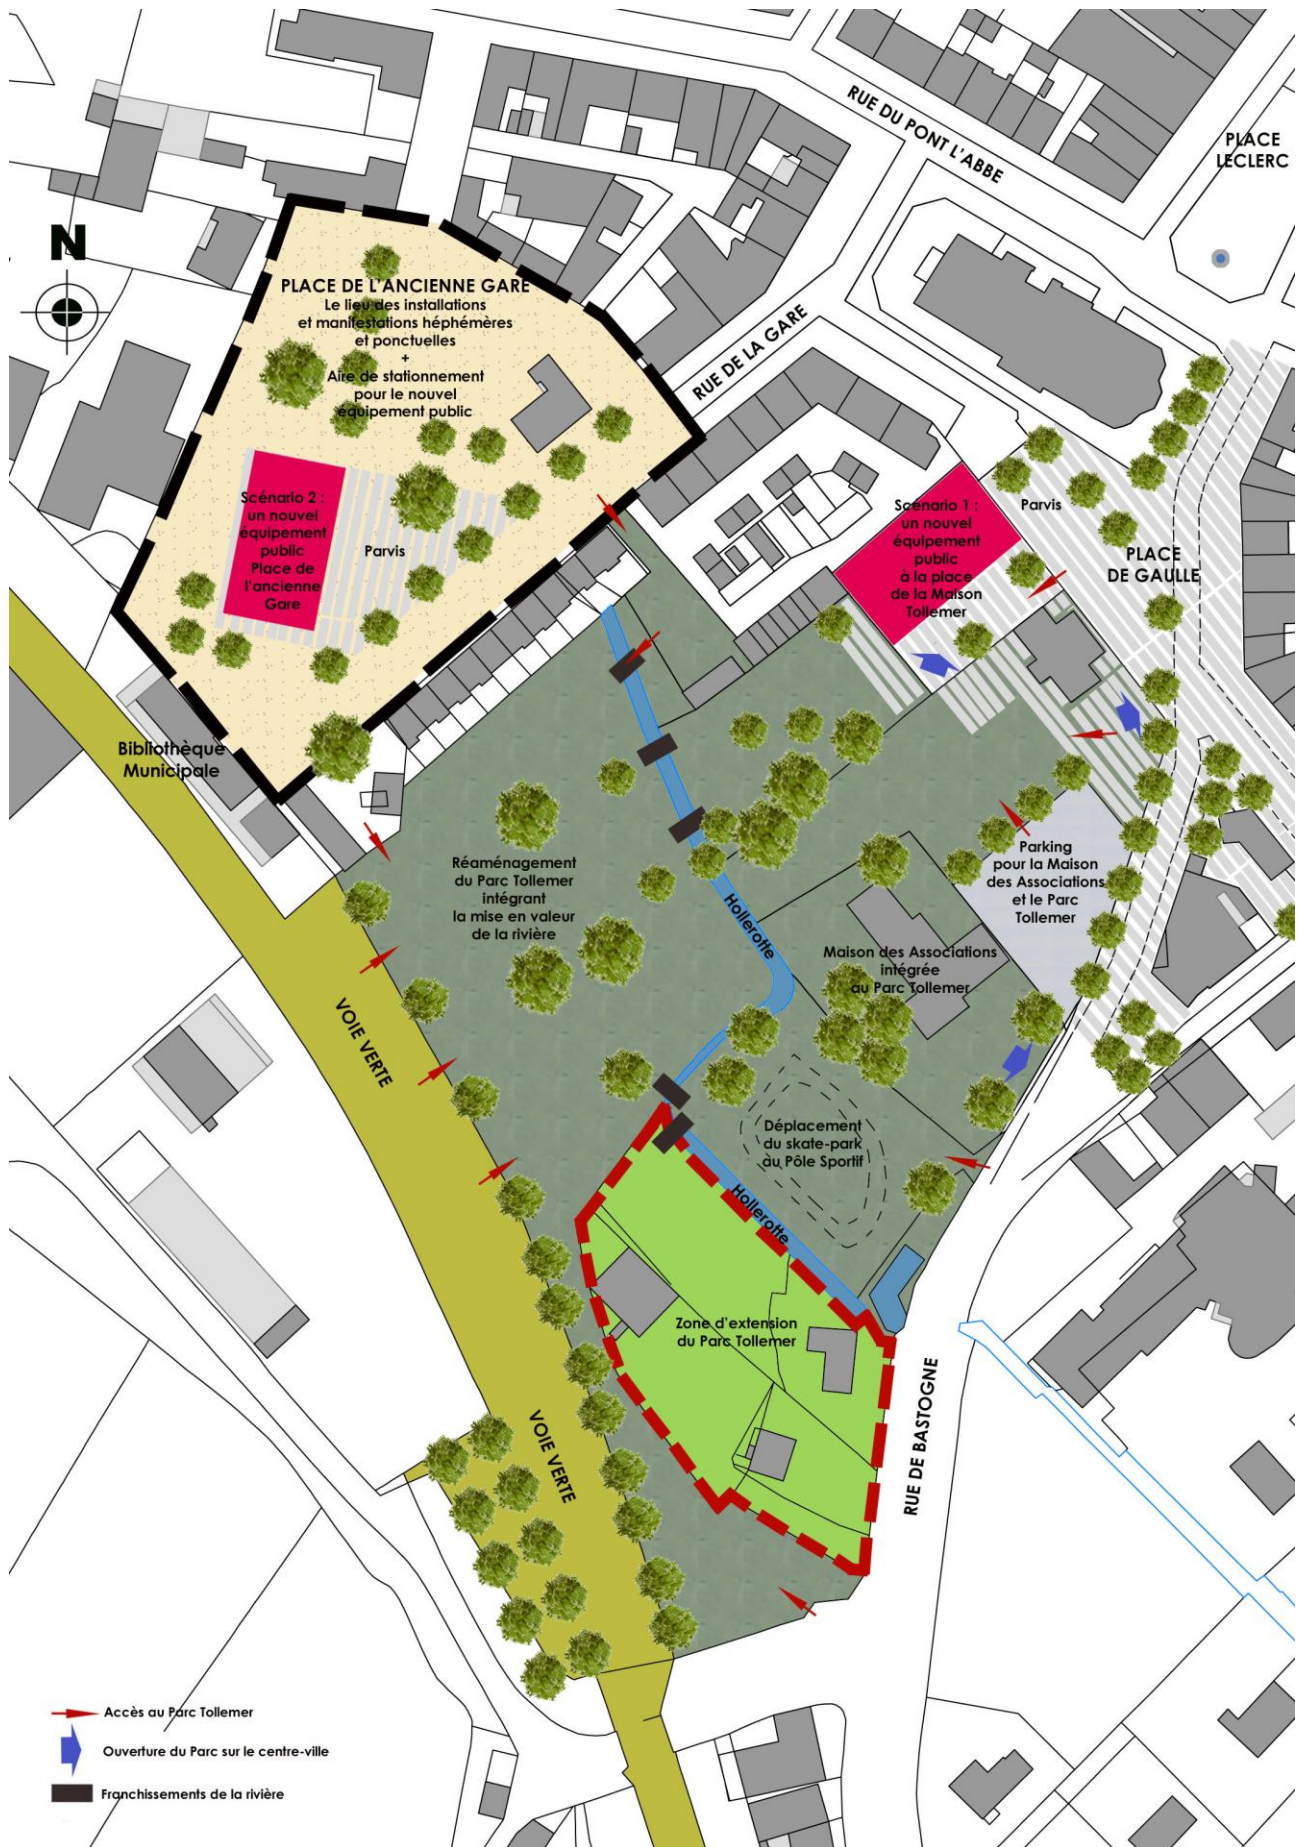 RUE DU PONT L'ABBE
PLACE
LECLERC
N
PLACE DE L'ANCIENNE GARE
Le lieu des installations
et manifestations héphémères
et ponctuelles
+
Aire de stationnement
pour le nouvel
équipement public
RUE DE LA GARE
Scénario 2 :
un nouvel
équipement
public
Place de
l'ancienne
Gare
Parvis
Scénario 1 :
un nouvel
équipement
public
à la place
de la Maison
Tollemer
Parvis
PLACE
DE GAULLE
Bibliothèque
Municipale
Réaménagement
du Parc Tollemer
intégrant
la mise en valeur
de la rivière
Hollerotte
Parking
pour la Maison
des Associations
et le Parc
Tollemer
Maison des Associations
intégrée
au Parc Tollemer
VOIE VERTE
Déplacement
du skate-park
au Pôle Sportif
Hollerotte
Zone d'extension
du Parc Tollemer
RUE DE BASTOGNE
VOIE VERTE
Accès au Parc Tollemer
Ouverture du Parc sur le centre-ville
Franchissements de la rivière